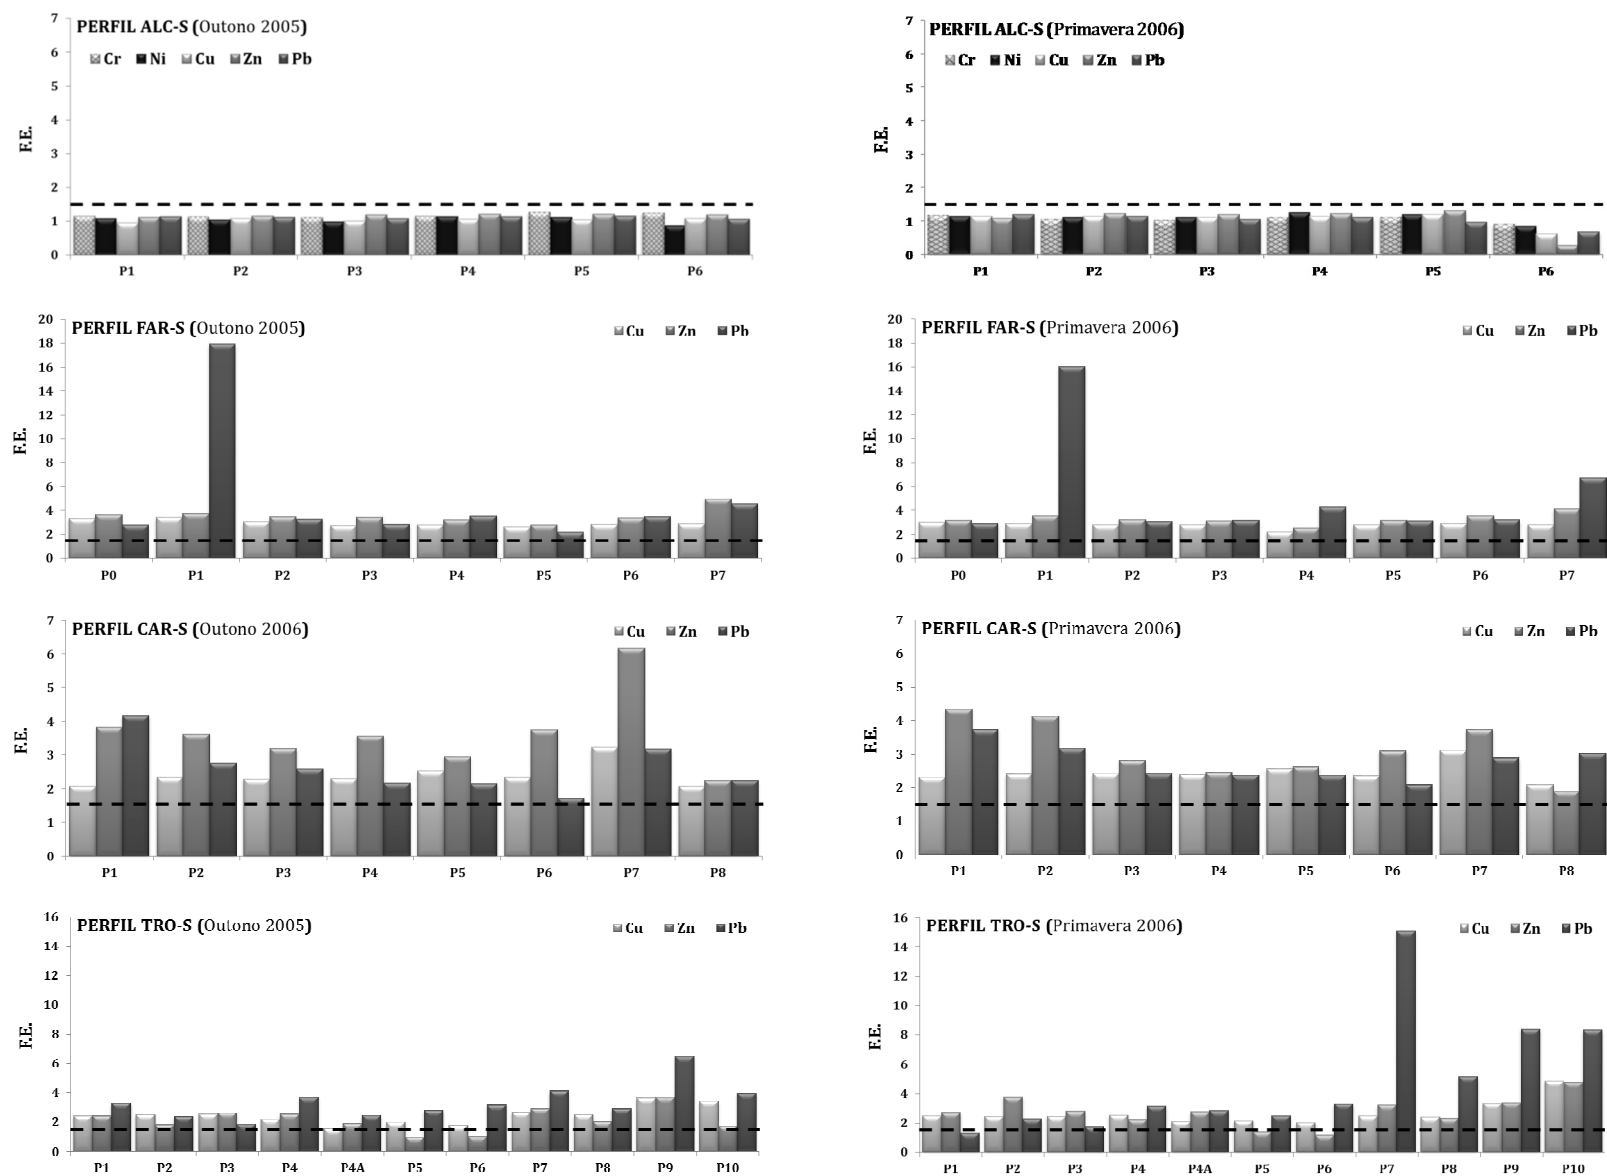 PERFIL ALC-S (Outono 2005)
Cr Ni Cu Zn Pb
F.E.
7
6
5
4
3
2
1
0
P1 P2 P3 P4 P5 P6
PERFIL ALC-S (Primavera 2006)
Cr Ni Cu Zn Pb
F.E.
7
6
5
4
3
2
1
0
P1 P2 P3 P4 P5 P6
PERFIL FAR-S (Outono 2005)
Cu Zn Pb
F.E.
20
18
16
14
12
10
8
6
4
2
0
P0 P1 P2 P3 P4 P5 P6 P7
PERFIL FAR-S (Primavera 2006)
Cu Zn Pb
F.E.
20
18
16
14
12
10
8
6
4
2
0
P0 P1 P2 P3 P4 P5 P6 P7
PERFIL CAR-S (Outono 2006)
Cu Zn Pb
F.E.
7
6
5
4
3
2
1
0
P1 P2 P3 P4 P5 P6 P7 P8
PERFIL CAR-S (Primavera 2006)
Cu Zn Pb
F.E.
7
6
5
4
3
2
1
0
P1 P2 P3 P4 P5 P6 P7 P8
PERFIL TRO-S (Outono 2005)
Cu Zn Pb
F.E.
16
14
12
10
8
6
4
2
0
P1 P2 P3 P4 P4A P5 P6 P7 P8 P9 P10
PERFIL TRO-S (Primavera 2006)
Cu Zn Pb
F.E.
16
14
12
10
8
6
4
2
0
P1 P2 P3 P4 P4A P5 P6 P7 P8 P9 P10